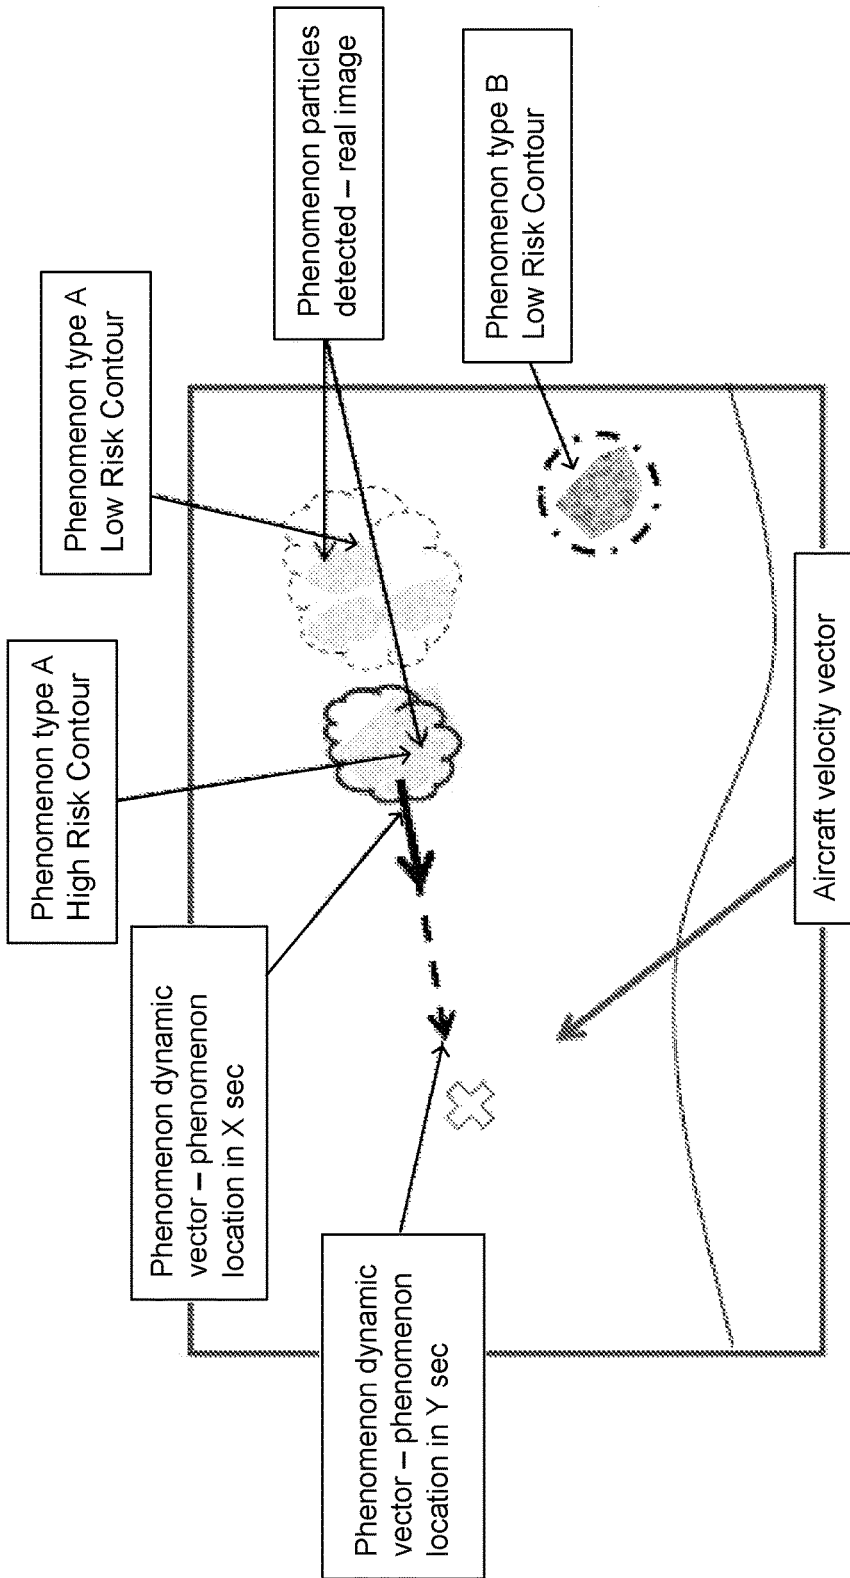 Phenomenon dynamic
vector – phenomenon
location in Y sec
Phenomenon dynamic
vector – phenomenon
location in X sec
Phenomenon type A
High Risk Contour
Phenomenon type A
Low Risk Contour
Phenomenon particles
detected – real image
Phenomenon type B
Low Risk Contour
Aircraft velocity vector